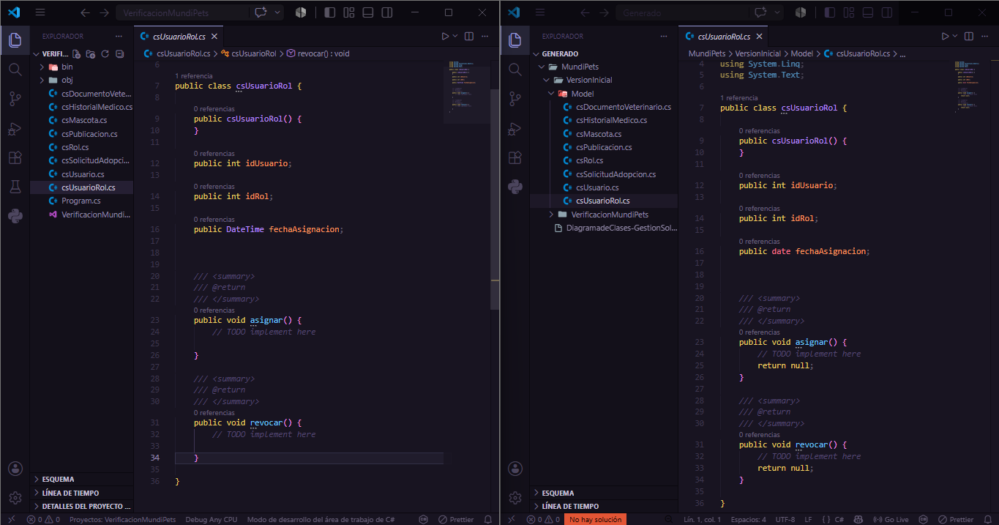 VerificacionMundiPets
EXPLORADOR
VERIFI...
bin
obj
csDocumentoVete...
csHistorialMedico.cs
csMascota.cs
csPublicacion.cs
csRol.cs
csSolicitudAdopci...
csUsuario.cs
csUsuarioRol.cs
Program.cs
VerificacionMundi...
ESQUEMA
LÍNEA DE TIEMPO
DETALLES DEL PROYECTO ...
csUsuarioRol.cs
csUsuarioRol.cs > csUsuarioRol > revocar() : void
6
1 referencia
7 public class csUsuarioRol {
8
0 referencias
9 public csUsuarioRol() {
10 }
11
0 referencias
12 public int idUsuario;
13
0 referencias
14 public int idRol;
15
0 referencias
16 public DateTime fechaAsignacion;
17
18
19
20 /// <summary>
21 /// @return
22 /// </summary>
0 referencias
23 public void asignar() {
24 // TODO implement here
25
26 }
27
28 /// <summary>
29 /// @return
30 /// </summary>
0 referencias
31 public void revocar() {
32 // TODO implement here
33
34 }
35
36 }
0 0 Proyectos: VerificacionMundiPets Debug Any CPU Modo de desarrollo del área de trabajo de C# Prettier
Generado
EXPLORADOR
GENERADO
MundiPets
VersionInicial
Model
csDocumentoVeterinario.cs
csHistorialMedico.cs
csMascota.cs
csPublicacion.cs
csRol.cs
csSolicitudAdopcion.cs
csUsuario.cs
csUsuarioRol.cs
VerificacionMundiPets
DiagramadeClases-GestionSol...
ESQUEMA
LÍNEA DE TIEMPO
csUsuarioRol.cs
MundiPets > VersionInicial > Model > csUsuarioRol.cs > ...
4 using System.Linq;
5 using System.Text;
6
1 referencia
7 public class csUsuarioRol {
8
0 referencias
9 public csUsuarioRol() {
10 }
11
0 referencias
12 public int idUsuario;
13
0 referencias
14 public int idRol;
15
0 referencias
16 public date fechaAsignacion;
17
18
19
20 /// <summary>
21 /// @return
22 /// </summary>
0 referencias
23 public void asignar() {
24 // TODO implement here
25 return null;
26 }
27
28 /// <summary>
29 /// @return
30 /// </summary>
0 referencias
31 public void revocar() {
32 // TODO implement here
33 return null;
34 }
35
36 }
0 0 No hay solución Lín. 1, col. 1 Espacios: 4 UTF-8 LF { } C# Go Live Prettier